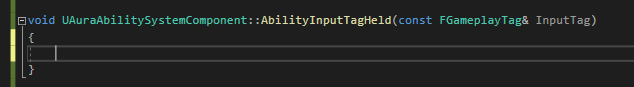 void UAuraAbilitySystemComponent::AbilityInputTagHeld(const FGameplayTag& InputTag)
{
}